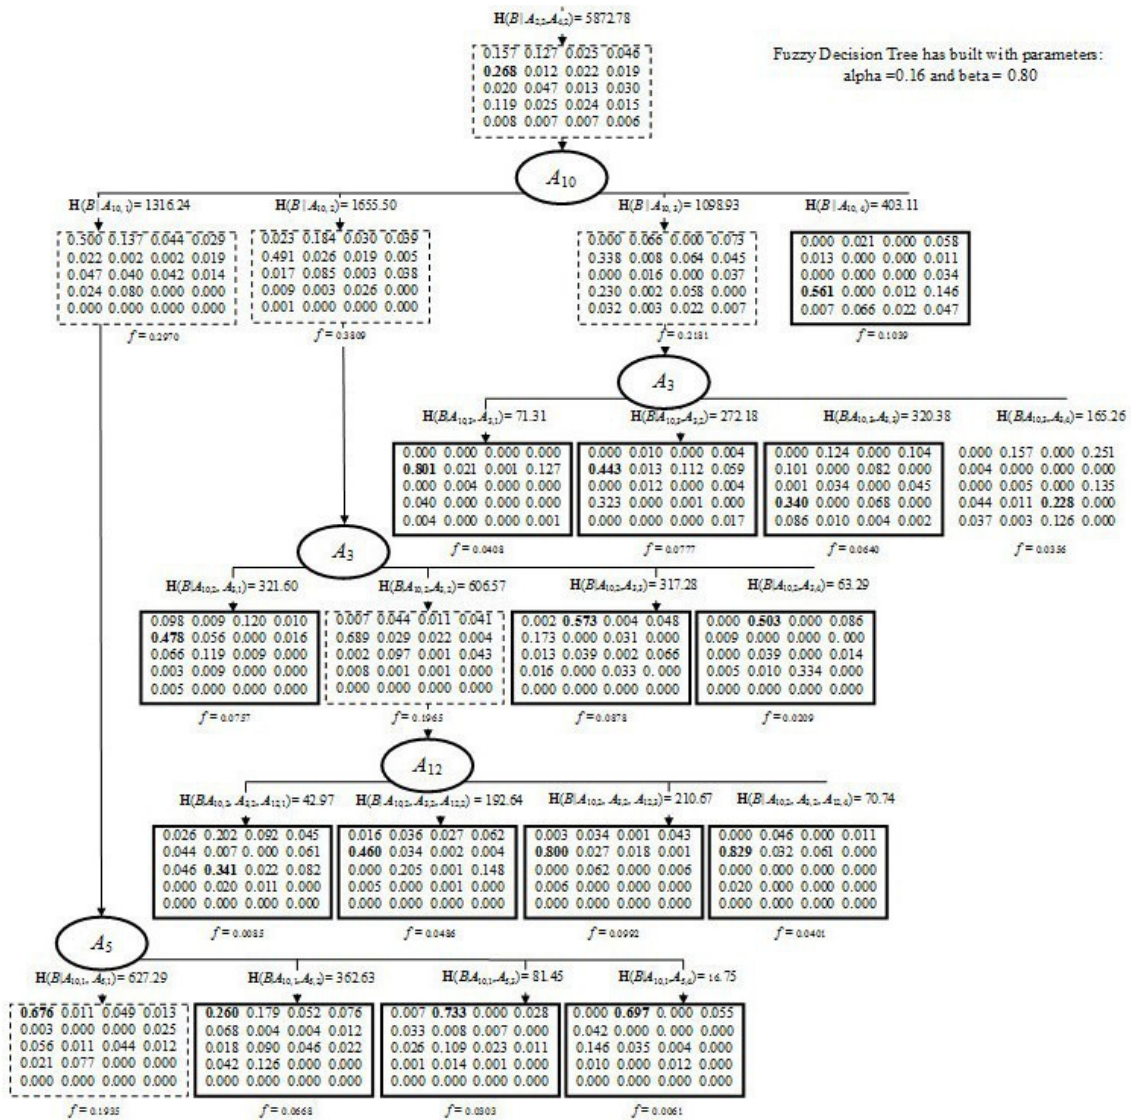 H(B | A2,2,A4,2) = 5872.78
Fuzzy Decision Tree has built with parameters:
alpha =0.16 and beta = 0.80
0.157 0.127 0.023 0.046
0.268 0.012 0.022 0.019
0.020 0.047 0.013 0.030
0.119 0.025 0.024 0.015
0.008 0.007 0.007 0.006
A10
H(B | A10, 1)= 1316.24
H(B | A10, 2)= 1655.50
H(B | A10, 3)= 1098.93
H(B | A10, 4)= 403.11
0.500 0.137 0.044 0.029
0.022 0.002 0.002 0.019
0.047 0.040 0.042 0.014
0.024 0.080 0.000 0.000
0.000 0.000 0.000 0.000
f = 0.2970
0.023 0.184 0.030 0.039
0.491 0.026 0.019 0.005
0.017 0.085 0.003 0.038
0.009 0.003 0.026 0.000
0.001 0.000 0.000 0.000
f = 0.3809
0.000 0.066 0.000 0.073
0.338 0.008 0.064 0.045
0.000 0.016 0.000 0.037
0.230 0.002 0.058 0.000
0.032 0.003 0.022 0.007
f = 0.2181
0.000 0.021 0.000 0.058
0.013 0.000 0.000 0.011
0.000 0.000 0.000 0.034
0.561 0.000 0.012 0.146
0.007 0.066 0.022 0.047
f = 0.1039
A3
H(B|A10,3, A3,1)= 71.31
H(B|A10,3,A3,2)= 272.18
H(B|A10,3,A3,3)= 320.38
H(B|A10,3,A3,4)= 165.26
0.000 0.000 0.000 0.000
0.801 0.021 0.001 0.127
0.000 0.004 0.000 0.000
0.040 0.000 0.000 0.000
0.004 0.000 0.000 0.001
f = 0.0408
0.000 0.010 0.000 0.004
0.443 0.013 0.112 0.059
0.000 0.012 0.000 0.004
0.323 0.000 0.001 0.000
0.000 0.000 0.000 0.017
f = 0.0777
0.000 0.124 0.000 0.104
0.101 0.000 0.082 0.000
0.001 0.034 0.000 0.045
0.340 0.000 0.068 0.000
0.086 0.010 0.004 0.002
f = 0.0640
0.000 0.157 0.000 0.251
0.004 0.000 0.000 0.000
0.000 0.005 0.000 0.135
0.044 0.011 0.228 0.000
0.037 0.003 0.126 0.000
f = 0.0356
A3
H(B|A10,2, A3,1)= 321.60
H(B|A10,2,A3,2)= 606.57
H(B|A10,2,A3,3)= 317.28
H(B|A10,2,A3,4)= 63.29
0.098 0.009 0.120 0.010
0.478 0.056 0.000 0.016
0.066 0.119 0.009 0.000
0.003 0.009 0.000 0.000
0.005 0.000 0.000 0.000
f = 0.0757
0.007 0.044 0.011 0.041
0.689 0.029 0.022 0.004
0.002 0.097 0.001 0.043
0.008 0.001 0.001 0.000
0.000 0.000 0.000 0.000
f = 0.1965
0.002 0.573 0.004 0.048
0.173 0.000 0.031 0.000
0.013 0.039 0.002 0.066
0.016 0.000 0.033 0. 000
0.000 0.000 0.000 0.000
f = 0.0878
0.000 0.503 0.000 0.086
0.009 0.000 0.000 0. 000
0.000 0.039 0.000 0.014
0.005 0.010 0.334 0.000
0.000 0.000 0.000 0.000
f = 0.0209
A12
H(B|A10,2, A3,2, A12,1)= 42.97
H(B|A10,2, A3,2, A12,2)= 192.64
H(B|A10,2, A3,2, A12,3)= 210.67
H(B|A10,2, A3,2, A12,4)= 70.74
0.026 0.202 0.092 0.045
0.044 0.007 0. 000 0.061
0.046 0.341 0.022 0.082
0.000 0.020 0.011 0.000
0.000 0.000 0.000 0.000
f = 0.0085
0.016 0.036 0.027 0.062
0.460 0.034 0.002 0.004
0.000 0.205 0.001 0.148
0.005 0.000 0.001 0.000
0.000 0.000 0.000 0.000
f = 0.0486
0.003 0.034 0.001 0.043
0.800 0.027 0.018 0.001
0.000 0.062 0.000 0.006
0.006 0.000 0.000 0.000
0.000 0.000 0.000 0.000
f = 0.0992
0.000 0.046 0.000 0.011
0.829 0.032 0.061 0.000
0.000 0.000 0.000 0.000
0.020 0.000 0.000 0.000
0.000 0.000 0.000 0.000
f = 0.0401
A5
H(B|A10,1, A5,1)= 627.29
H(B|A10,1, A5,2)= 362.63
H(B|A10,1, A5,3)= 81.45
H(B|A10,1, A5,4)= 16.75
0.676 0.011 0.049 0.013
0.003 0.000 0.000 0.025
0.056 0.011 0.044 0.012
0.021 0.077 0.000 0.000
0.000 0.000 0.000 0.000
f = 0.1935
0.260 0.179 0.052 0.076
0.068 0.004 0.004 0.012
0.018 0.090 0.046 0.022
0.042 0.126 0.000 0.000
0.000 0.000 0.000 0.000
f = 0.0668
0.007 0.733 0.000 0.028
0.033 0.008 0.007 0.000
0.026 0.109 0.023 0.011
0.001 0.014 0.001 0.000
0.000 0.000 0.000 0.000
f = 0.0303
0.000 0.697 0. 000 0.055
0.042 0.000 0.000 0.000
0.146 0.035 0.004 0.000
0.010 0.000 0.012 0.000
0.000 0.000 0.000 0.000
f = 0.0061